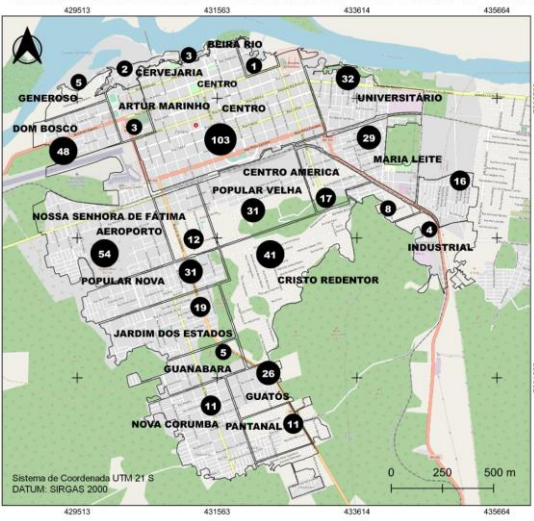 429513 431563 433614 435664
BEIRA RIO
3
2
CERVEJARIA
1
5
CENTRO
32
GENEROSO
ARTUR MARINHO
CENTRO
UNIVERSITÁRIO
DOM BOSCO
3
48
103
29
MARIA LEITE
CENTRO AMERICA
16
POPULAR VELHA
17
31
8
NOSSA SENHORA DE FÁTIMA
AEROPORTO
12
4
INDUSTRIAL
54
41
31
POPULAR NOVA
CRISTO REDENTOR
19
JARDIM DOS ESTADOS
5
GUANABARA
26
GUATÓS
11
NOVA CORUMBA
PANTANAL
11
Sistema de Coordenada UTM 21 S
DATUM: SIRGAS 2000
0 250 500 m
429513 431563 433614 435664